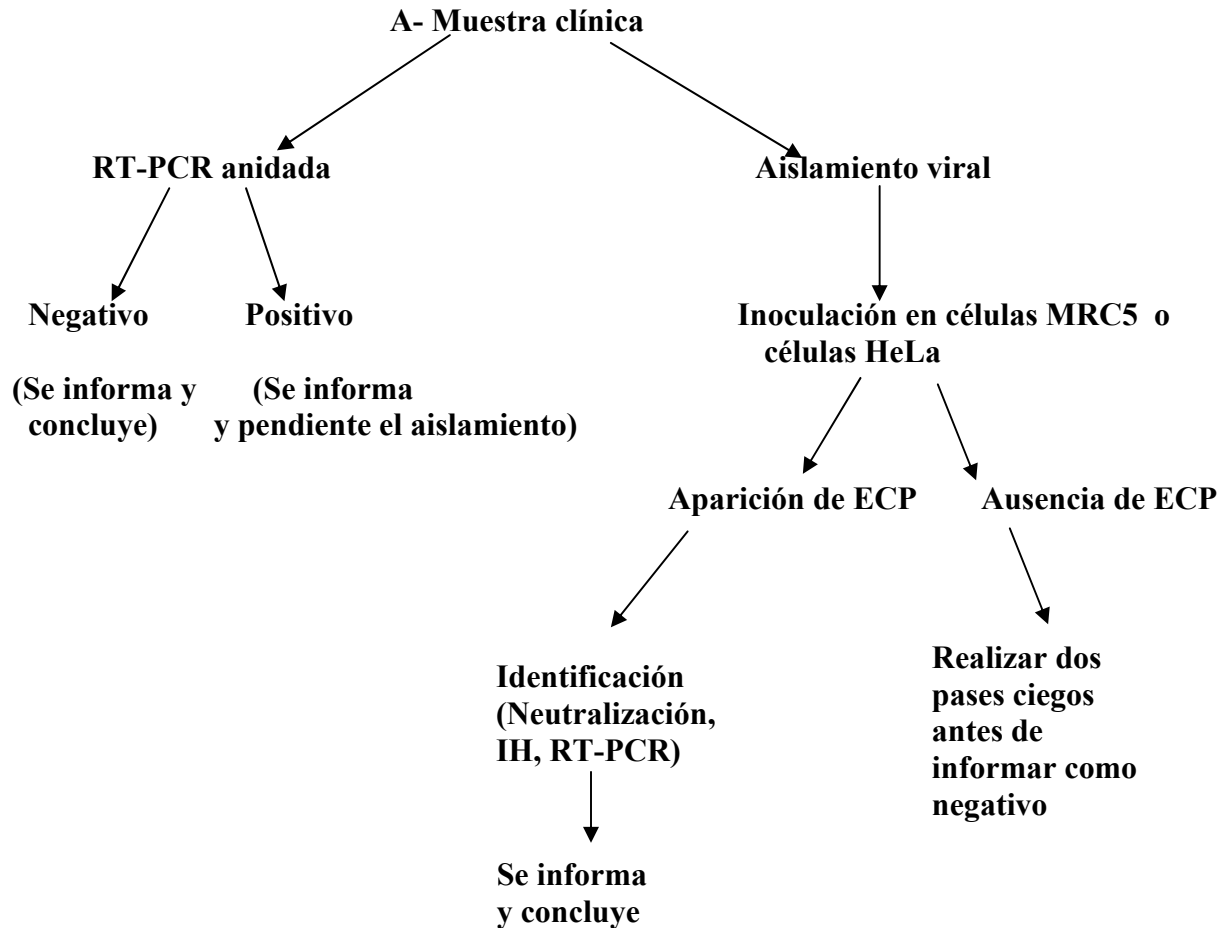 A- Muestra clínica
RT-PCR anidada
Aislamiento viral
Negativo
Positivo
(Se informa y
concluye)
(Se informa
y pendiente el aislamiento)
Inoculación en células MRC5 o
células HeLa
Aparición de ECP
Ausencia de ECP
Identificación
(Neutralización,
IH, RT-PCR)
Realizar dos
pases ciegos
antes de
informar como
negativo
Se informa
y concluye